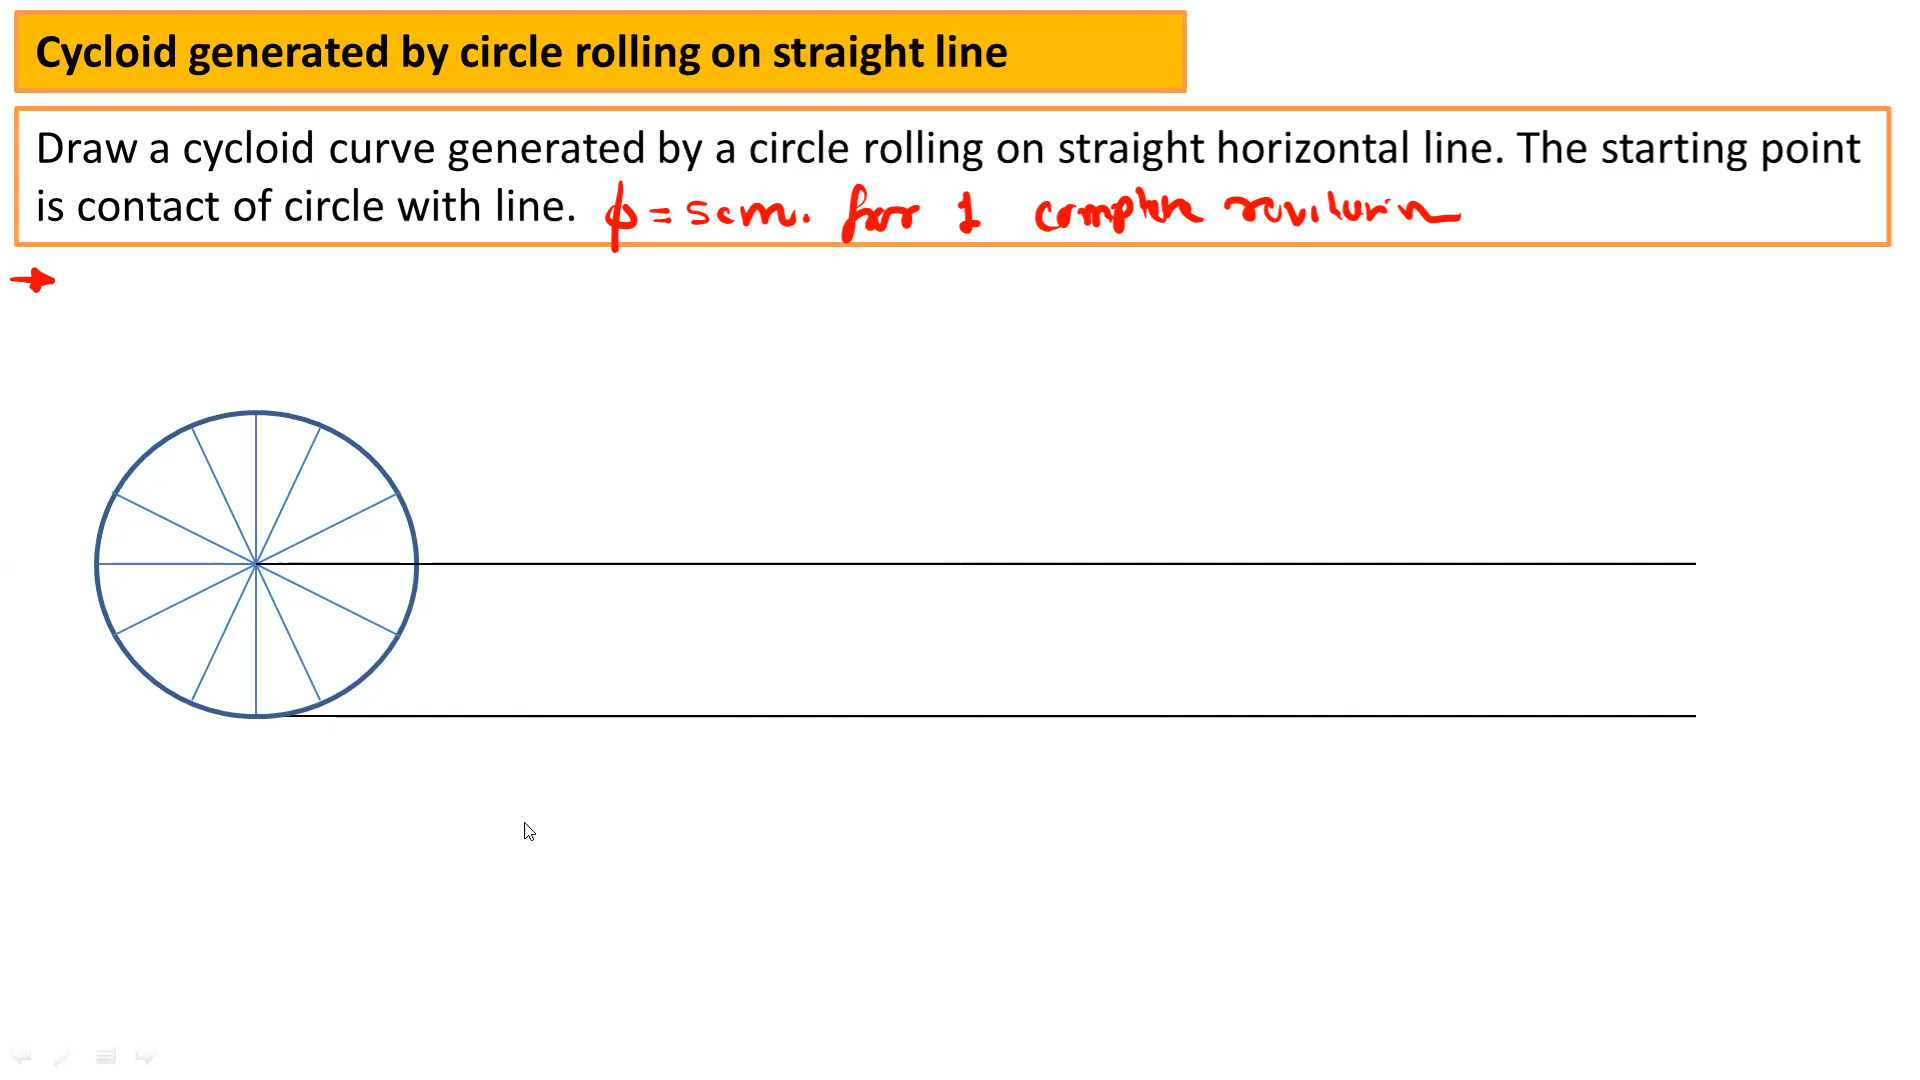 Cycloid generated by circle rolling on straight line
Draw a cycloid curve generated by a circle rolling on straight horizontal line. The starting point
is contact of circle with line. ϕ = 5cm. for 1 complete